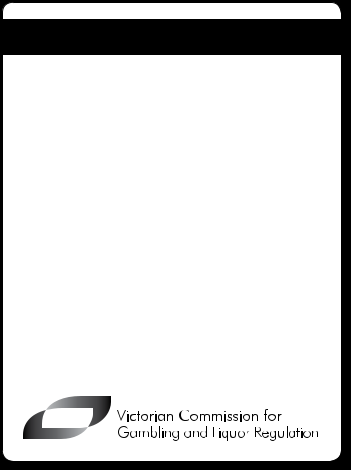 Victorian Commission for
Gambling and Liquor Regulation